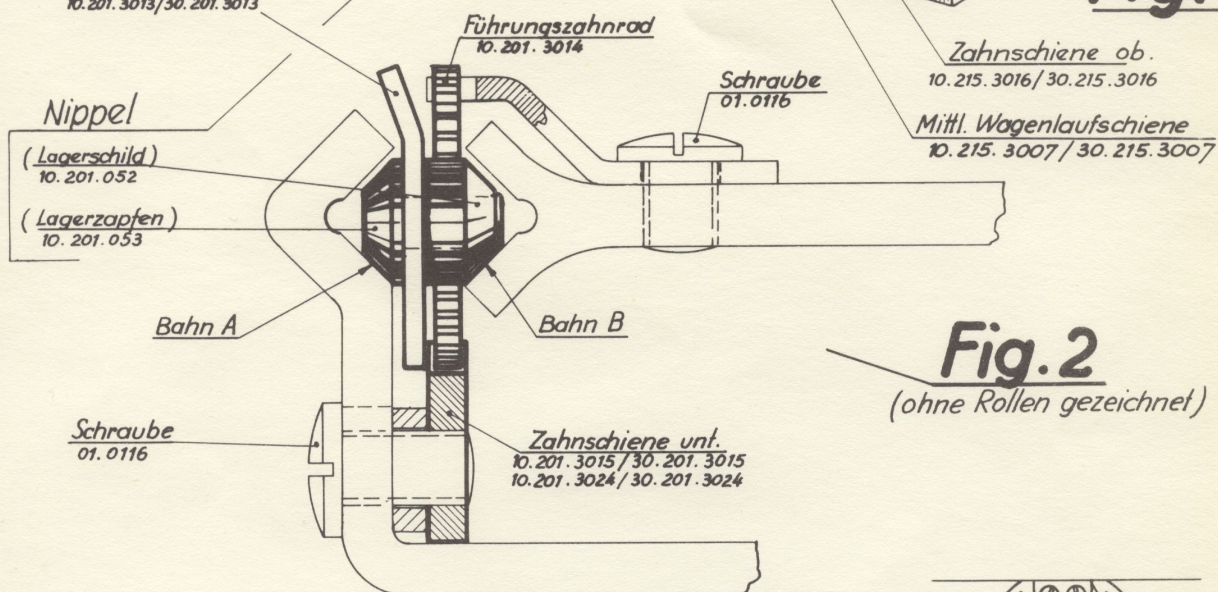 10.201.3013/30.201.3013
Führungszahnrad
10.201.3014
Zahnschiene ob.
10.215.3016/30.215.3016
Schraube
01.0116
Nippel
Mittl. Wagenlaufschiene
10.215.3007/30.215.3007
(Lagerschild)
10.201.052
(Lagerzapfen)
10.201.053
Bahn A
Bahn B
Fig.2
(ohne Rollen gezeichnet)
Schraube
01.0116
Zahnschiene unt.
10.201.3015/30.201.3015
10.201.3024/30.201.3024